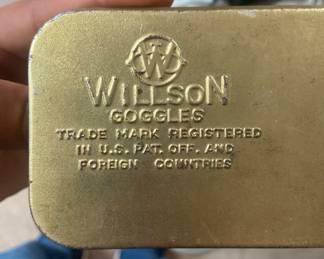 W
WILLSON
GOGGLES
TRADE MARK REGISTERED
IN U.S. PAT. OFF. AND
FOREIGN COUNTRIES